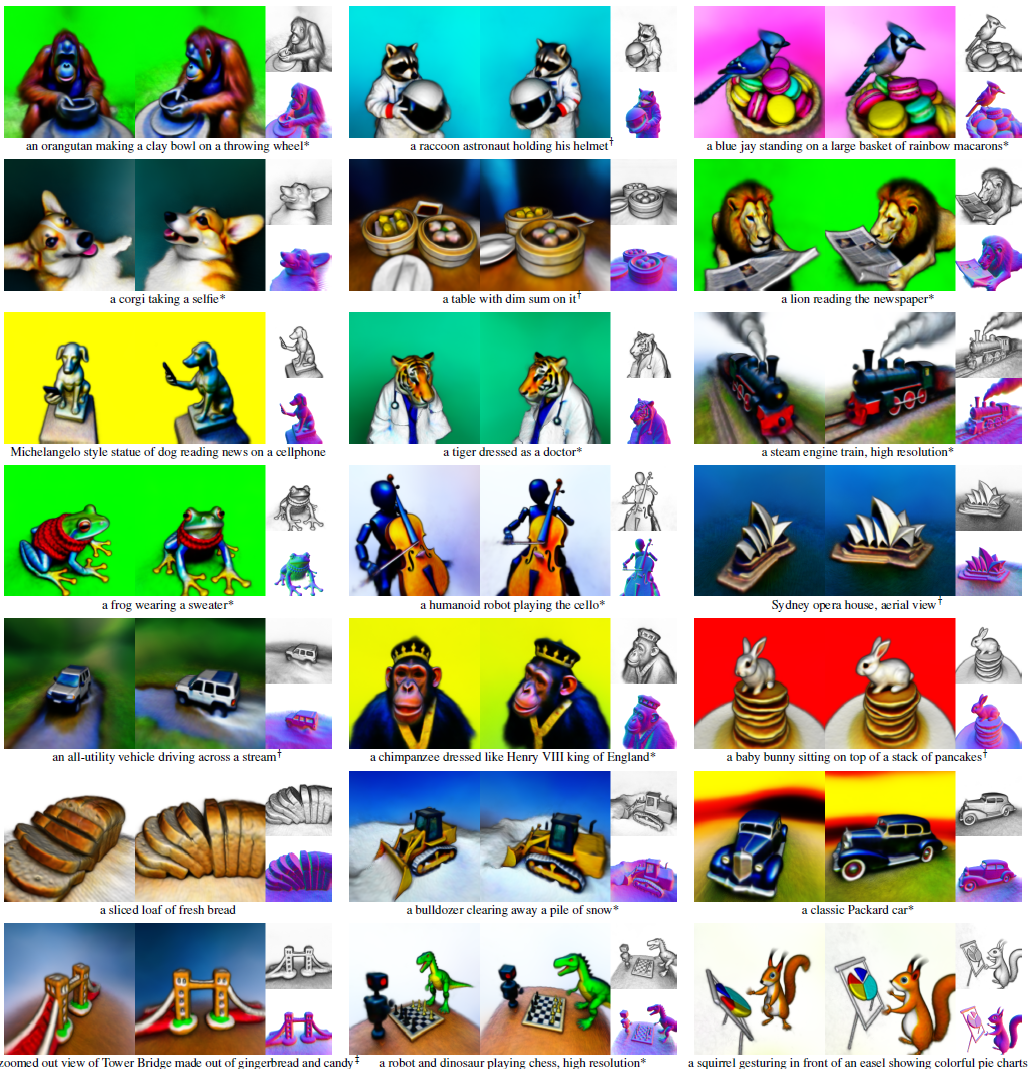 an orangutan making a clay bowl on a throwing wheel*
a raccoon astronaut holding his helmet†
a blue jay standing on a large basket of rainbow macarons*
a corgi taking a selfie*
a table with dim sum on it†
a lion reading the newspaper*
Michelangelo style statue of dog reading news on a cellphone
a tiger dressed as a doctor*
a steam engine train, high resolution*
a frog wearing a sweater*
a humanoid robot playing the cello*
Sydney opera house, aerial view†
an all-utility vehicle driving across a stream†
a chimpanzee dressed like Henry VIII king of England*
a baby bunny sitting on top of a stack of pancakes†
a sliced loaf of fresh bread
a bulldozer clearing away a pile of snow*
a classic Packard car*
zoomed out view of Tower Bridge made out of gingerbread and candy‡
a robot and dinosaur playing chess, high resolution*
a squirrel gesturing in front of an easel showing colorful pie charts